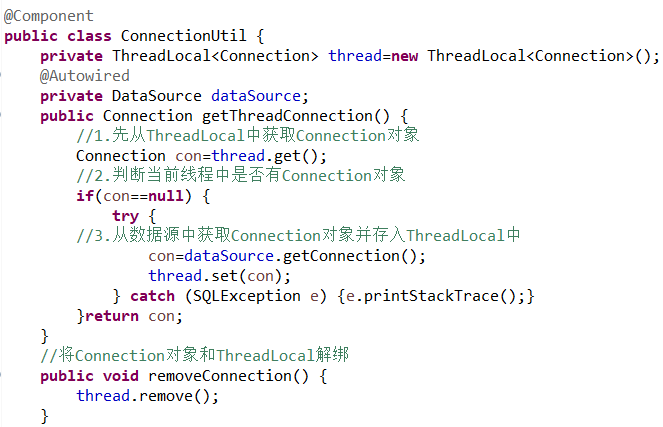 @Component
public class ConnectionUtil {
    private ThreadLocal<Connection> thread=new ThreadLocal<Connection>();
    @Autowired
    private DataSource dataSource;
    public Connection getThreadConnection() {
        //1.先从ThreadLocal中获取Connection对象
        Connection con=thread.get();
        //2.判断当前线程中是否有Connection对象
        if(con==null) {
            try {
        //3.从数据源中获取Connection对象并存入ThreadLocal中
                con=dataSource.getConnection();
                thread.set(con);
            } catch (SQLException e) {e.printStackTrace();}
        }return con;
    }
    //将Connection对象和ThreadLocal解绑
    public void removeConnection() {
        thread.remove();
    }